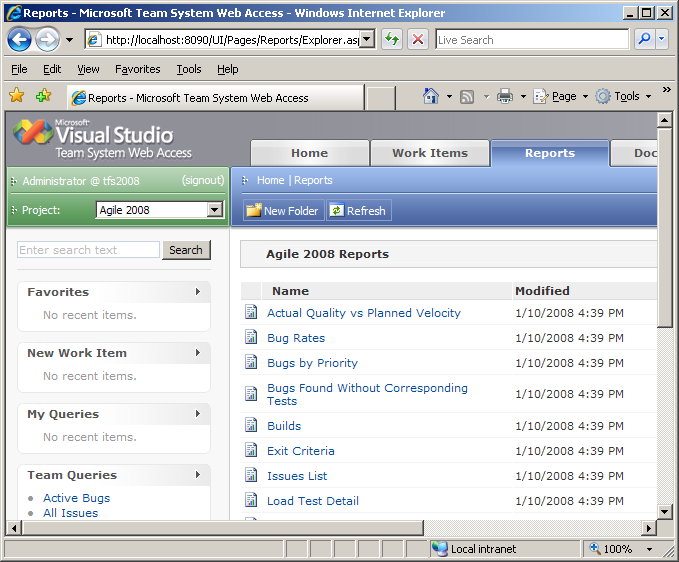 Reports - Microsoft Team System Web Access - Windows Internet Explorer
http://localhost:8090/UI/Pages/Reports/Explorer.asp
Live Search
File Edit View Favorites Tools Help
Reports - Microsoft Team System Web Access
Page Tools
Microsoft
Visual Studio
Team System Web Access
Home Work Items Reports Doc
Administrator @ tfs2008 (signout)
Home | Reports
Project: Agile 2008
New Folder Refresh
Enter search text Search
Agile 2008 Reports
Favorites
No recent items.
New Work Item
No recent items.
My Queries
No recent items.
Team Queries
Active Bugs
All Issues
Name Modified
Actual Quality vs Planned Velocity 1/10/2008 4:39 PM
Bug Rates 1/10/2008 4:39 PM
Bugs by Priority 1/10/2008 4:39 PM
Bugs Found Without Corresponding
Tests 1/10/2008 4:39 PM
Builds 1/10/2008 4:39 PM
Exit Criteria 1/10/2008 4:39 PM
Issues List 1/10/2008 4:39 PM
Load Test Detail 1/10/2008 4:39 PM
Local intranet 100%